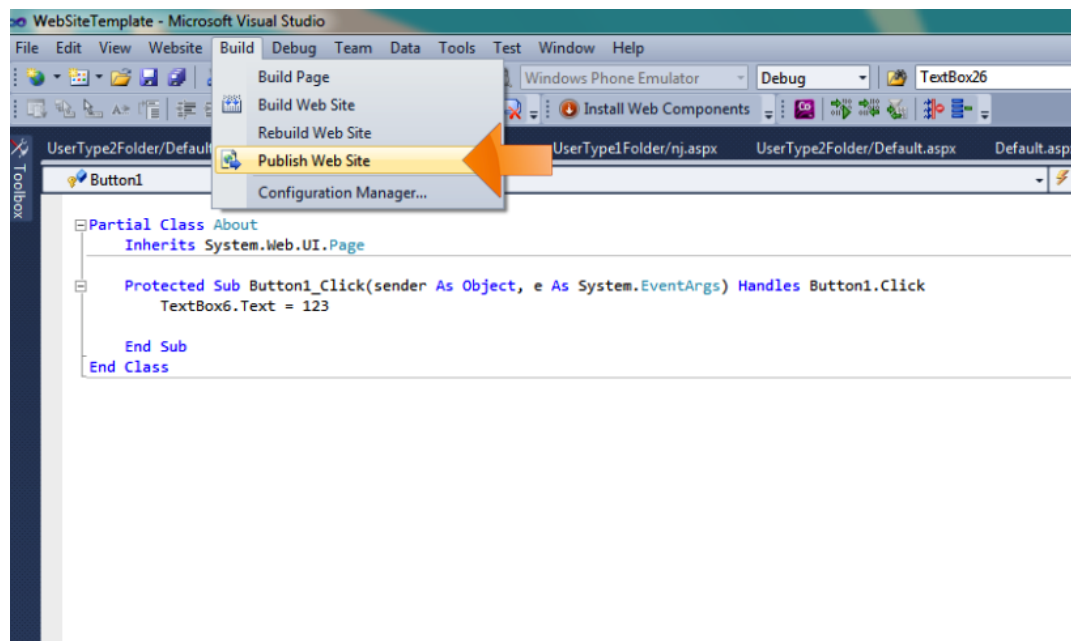 WebSiteTemplate - Microsoft Visual Studio
File Edit View Website Build Debug Team Data Tools Test Window Help
Build Page
Windows Phone Emulator Debug TextBox26
Build Web Site
Install Web Components
Rebuild Web Site
UserType2Folder/Defaul UserType1Folder/nj.aspx UserType2Folder/Default.aspx Default.asp
Publish Web Site
Toolbox
Button1
Configuration Manager...
Partial Class About
Inherits System.Web.UI.Page
Protected Sub Button1_Click(sender As Object, e As System.EventArgs) Handles Button1.Click
TextBox6.Text = 123
End Sub
End Class